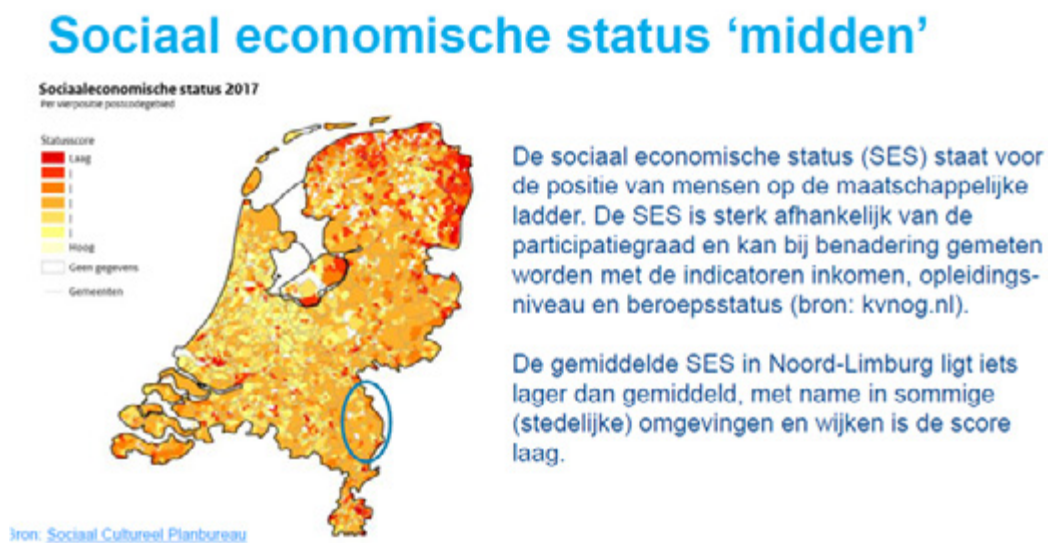 Sociaal economische status ‘midden’
Sociaaleconomische status 2017
Per vierpositie postcodegebied
Statusscore
Laag
|
|
|
|
|
Hoog
Geen gegevens
Gemeenten
De sociaal economische status (SES) staat voor
de positie van mensen op de maatschappelijke
ladder. De SES is sterk afhankelijk van de
participatiegraad en kan bij benadering gemeten
worden met de indicatoren inkomen, opleidings-
niveau en beroepsstatus (bron: kvnog.nl).
De gemiddelde SES in Noord-Limburg ligt iets
lager dan gemiddeld, met name in sommige
(stedelijke) omgevingen en wijken is de score
laag.
Bron: Sociaal Cultureel Planbureau